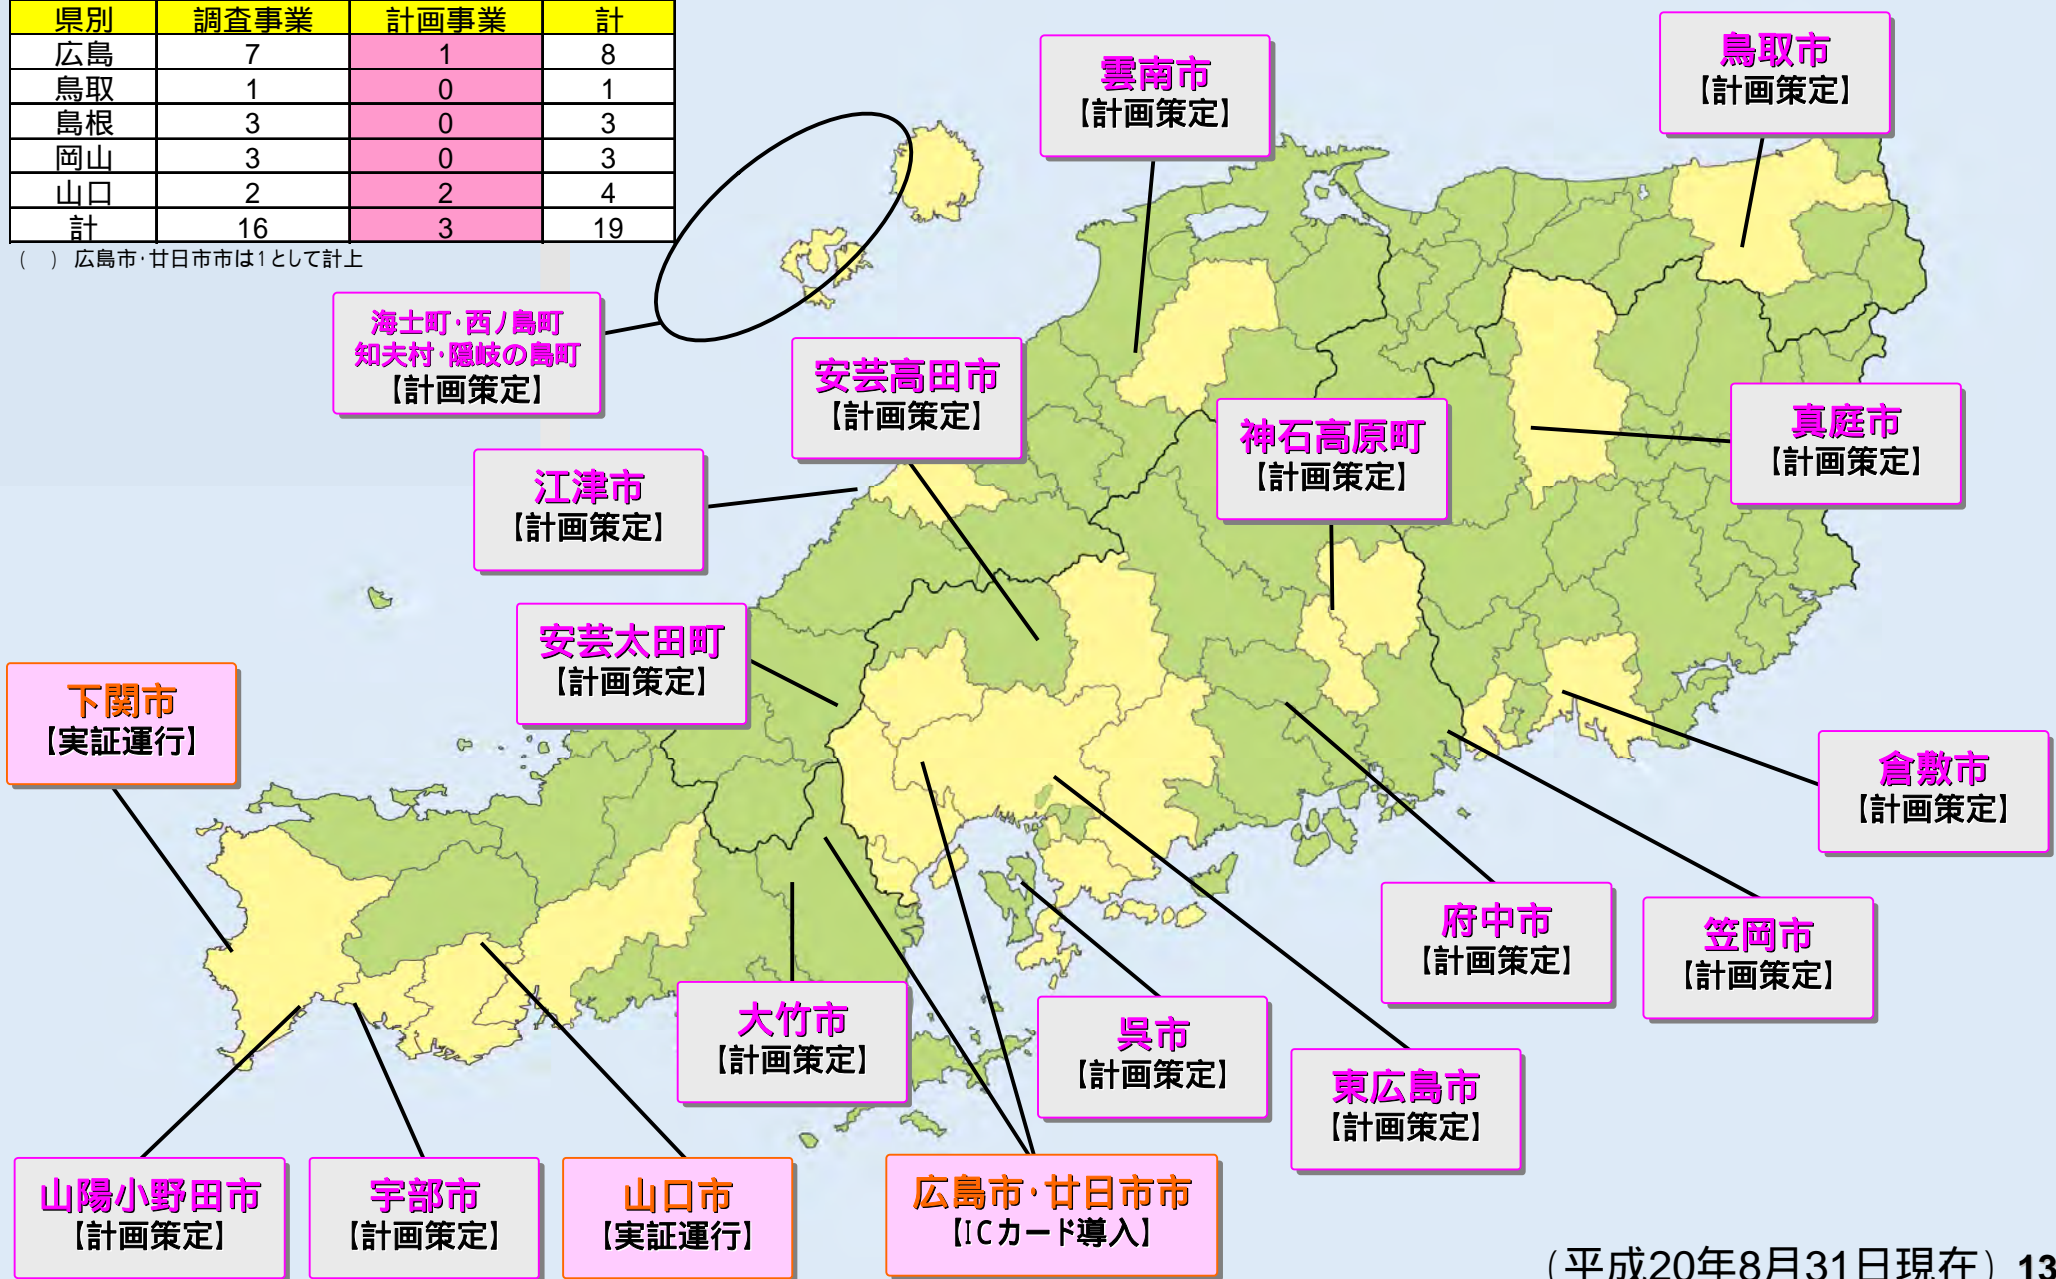 県別 調査事業 計画事業 計
広島 7 1 8
鳥取 1 0 1
島根 3 0 3
岡山 3 0 3
山口 2 2 4
計 16 3 19
(　) 広島市･廿日市市は1として計上
雲南市
【計画策定】
鳥取市
【計画策定】
海士町･西ノ島町
知夫村･隠岐の島町
【計画策定】
安芸高田市
【計画策定】
神石高原町
【計画策定】
真庭市
【計画策定】
江津市
【計画策定】
安芸太田町
【計画策定】
下関市
【実証運行】
倉敷市
【計画策定】
府中市
【計画策定】
笠岡市
【計画策定】
大竹市
【計画策定】
呉市
【計画策定】
東広島市
【計画策定】
山陽小野田市
【計画策定】
宇部市
【計画策定】
山口市
【実証運行】
広島市･廿日市市
【ICカード導入】
(平成20年8月31日現在) 13